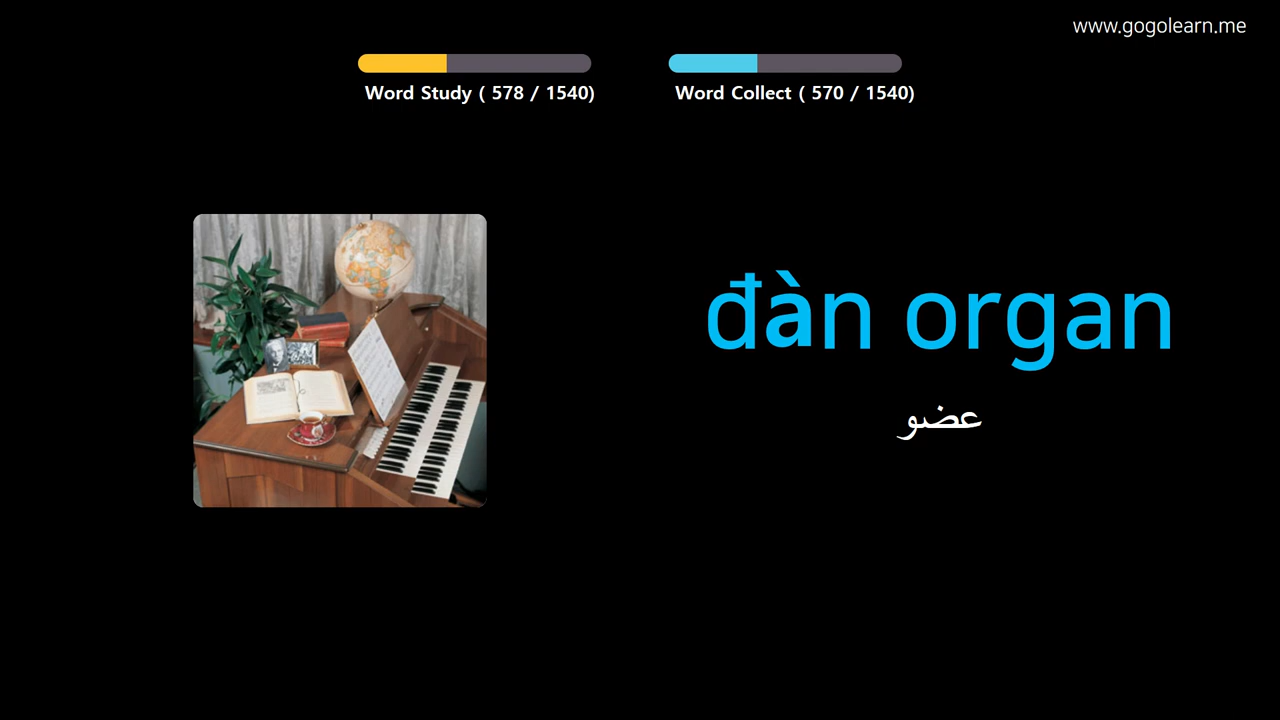 www.gogolearn.me
Word Study ( 578 / 1540)
Word Collect ( 570 / 1540)
đàn organ
عضو